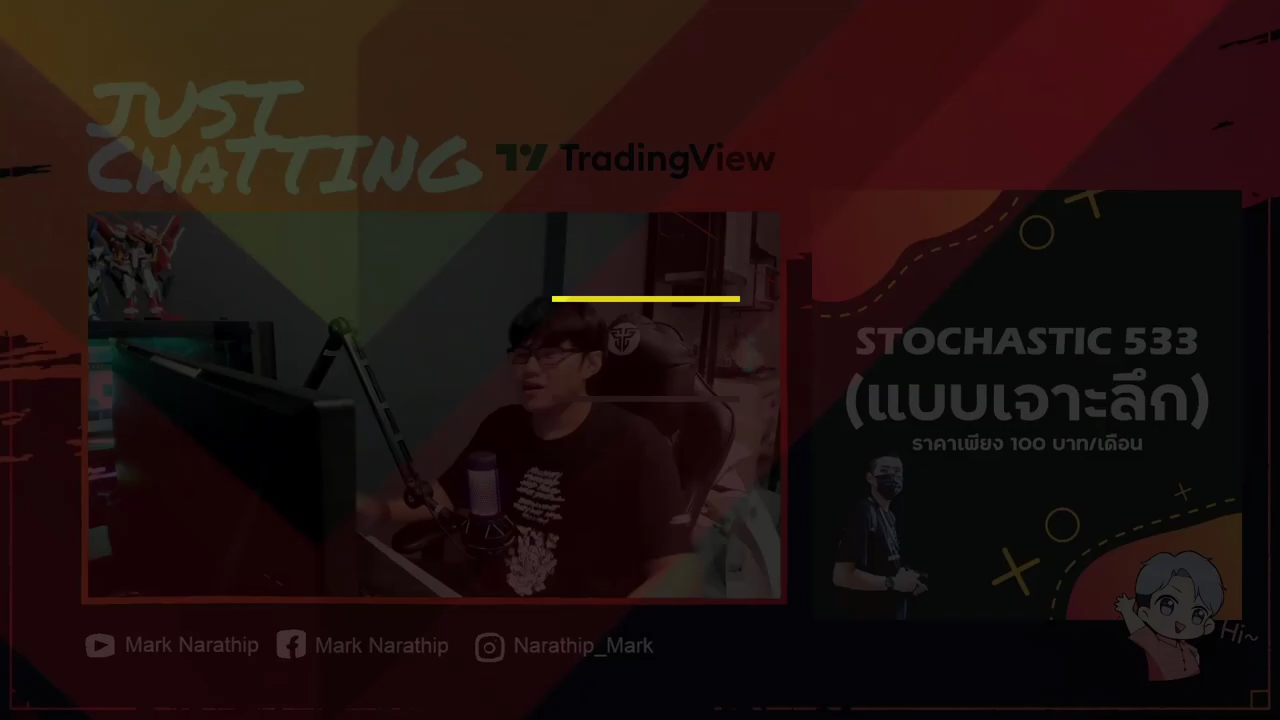 JUST
CHATTING
TradingView
STOCHASTIC 533
(แบบเจาะลึก)
ราคาเพียง 100 บาท/เดือน
Hi~
Mark Narathip
Mark Narathip
Narathip_Mark